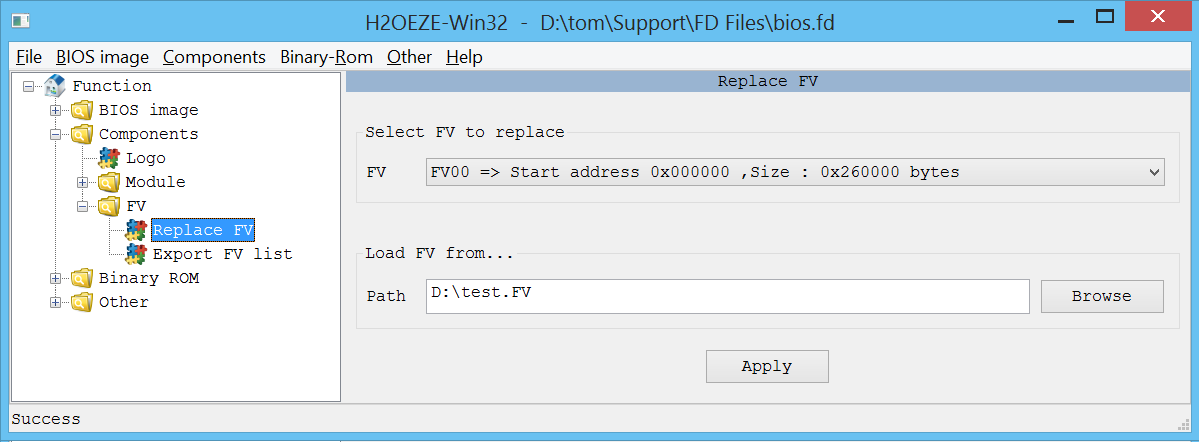 H2OEZE-Win32 - D:\tom\Support\FD Files\bios.fd
File BIOS image Components Binary-Rom Other Help
Function
BIOS image
Components
Logo
Module
FV
Replace FV
Export FV list
Binary ROM
Other
Replace FV
Select FV to replace
FV FV00 => Start address 0x000000 ,Size : 0x260000 bytes
Load FV from...
Path D:\test.FV Browse
Apply
Success